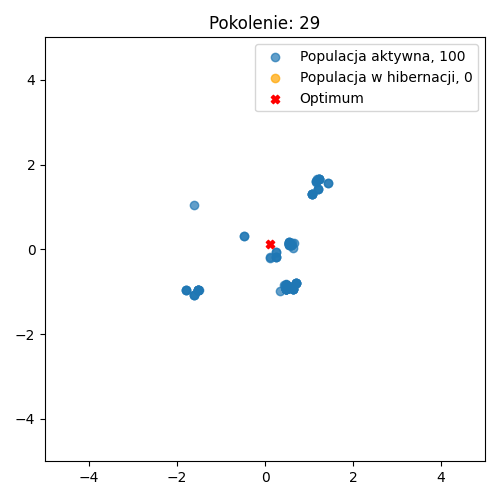 Pokolenie: 29
Populacja aktywna, 100
Populacja w hibernacji, 0
Optimum
4
2
0
−2
−4
−4 −2 0 2 4